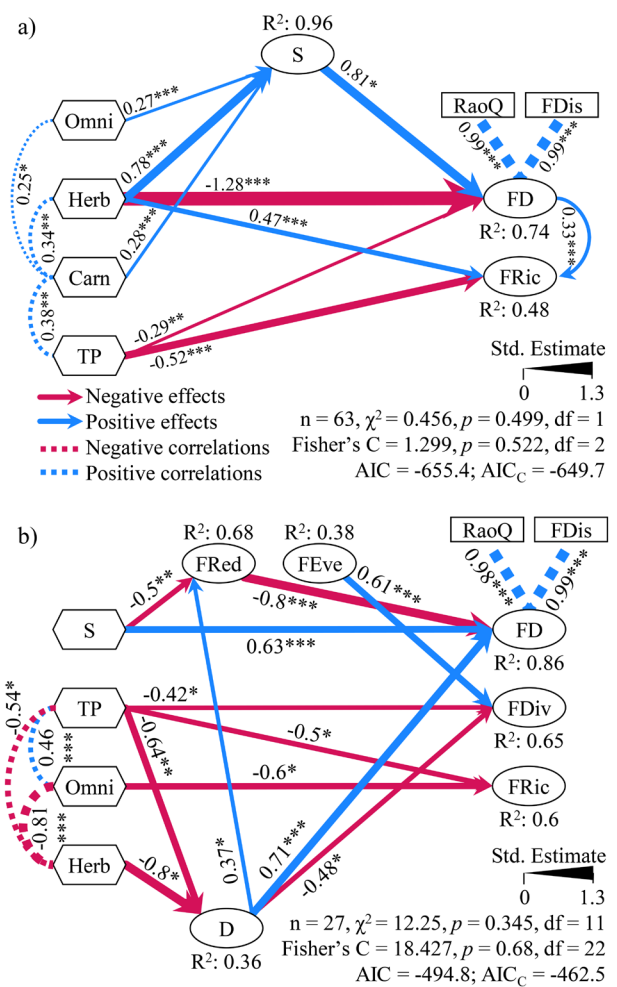 a)
R²: 0.96
S
0.27***
0.81*
RaoQ
FDis
Omni
0.99***
0.99***
0.25*
0.78***
Herb
-1.28***
FD
0.34**
0.28***
0.47***
R²: 0.74
0.33***
Carn
FRic
0.38**
R²: 0.48
-0.29**
TP
-0.52***
Std. Estimate
0
1.3
Negative effects
Positive effects
Negative correlations
Positive correlations
n = 63, χ² = 0.456, p = 0.499, df = 1
Fisher's C = 1.299, p = 0.522, df = 2
AIC = -655.4; AICC = -649.7
b)
R²: 0.68
R²: 0.38
FRed
FEve
RaoQ
FDis
-0.5**
-0.8***
0.61***
0.98***
0.99***
S
0.63***
FD
R²: 0.86
-0.54*
TP
-0.42*
FDiv
0.46
***
-0.64**
-0.5*
R²: 0.65
Omni
-0.6*
FRic
-0.81
***
R²: 0.6
Herb
-0.8*
0.37*
0.71***
-0.48*
Std. Estimate
0
1.3
D
R²: 0.36
n = 27, χ² = 12.25, p = 0.345, df = 11
Fisher's C = 18.427, p = 0.68, df = 22
AIC = -494.8; AICC = -462.5